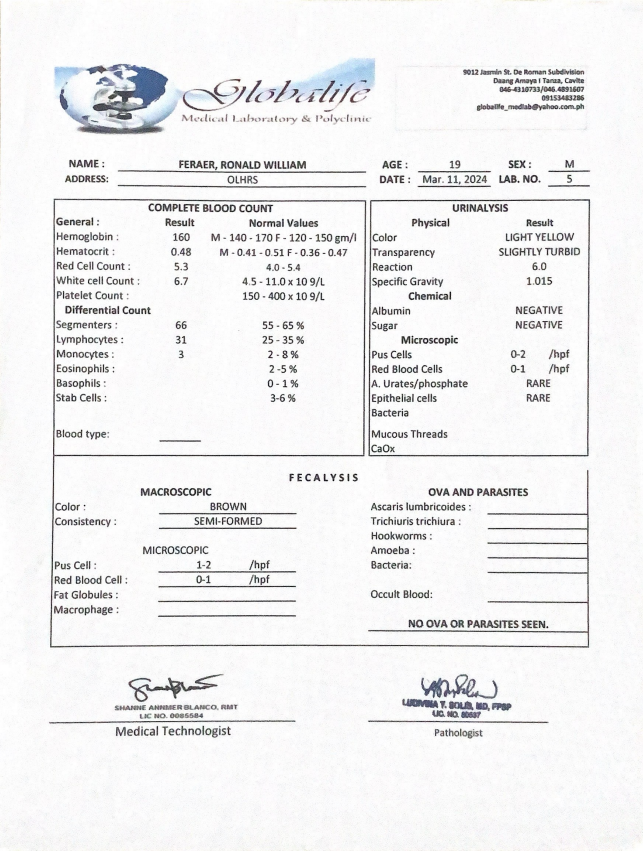 Globalife
Medical Laboratory & Polyclinic
9012 Jasmin St. De Roman Subdivision
Daang Amaya I Tanza, Cavite
046-4310733/046.4891607
09153483286
globalife_medlab@yahoo.com.ph
NAME : FERAER, RONALD WILLIAM AGE : 19 SEX : M
ADDRESS: OLHRS DATE : Mar. 11, 2024 LAB. NO. 5
COMPLETE BLOOD COUNT
General : Result Normal Values
Hemoglobin : 160 M - 140 - 170 F - 120 - 150 gm/l
Hematocrit : 0.48 M - 0.41 - 0.51 F - 0.36 - 0.47
Red Cell Count : 5.3 4.0 - 5.4
White cell Count : 6.7 4.5 - 11.0 x 10 9/L
Platelet Count : 150 - 400 x 10 9/L
Differential Count
Segmenters : 66 55 - 65 %
Lymphocytes : 31 25 - 35 %
Monocytes : 3 2 - 8 %
Eosinophils : 2 -5 %
Basophils : 0 - 1 %
Stab Cells : 3-6 %
Blood type:
URINALYSIS
Physical Result
Color LIGHT YELLOW
Transparency SLIGHTLY TURBID
Reaction 6.0
Specific Gravity 1.015
Chemical
Albumin NEGATIVE
Sugar NEGATIVE
Microscopic
Pus Cells 0-2 /hpf
Red Blood Cells 0-1 /hpf
A. Urates/phosphate RARE
Epithelial cells RARE
Bacteria
Mucous Threads
CaOx
FECALYSIS
MACROSCOPIC
Color : BROWN
Consistency : SEMI-FORMED
MICROSCOPIC
Pus Cell : 1-2 /hpf
Red Blood Cell : 0-1 /hpf
Fat Globules :
Macrophage :
OVA AND PARASITES
Ascaris lumbricoides :
Trichiuris trichiura :
Hookworms :
Amoeba :
Bacteria:
Occult Blood:
NO OVA OR PARASITES SEEN.
SHANNE ANNMER BLANCO, RMT
LIC NO. 0085584
Medical Technologist
LUDIVINA T. SOLIS, MD, FPSP
LIC. NO.
Pathologist